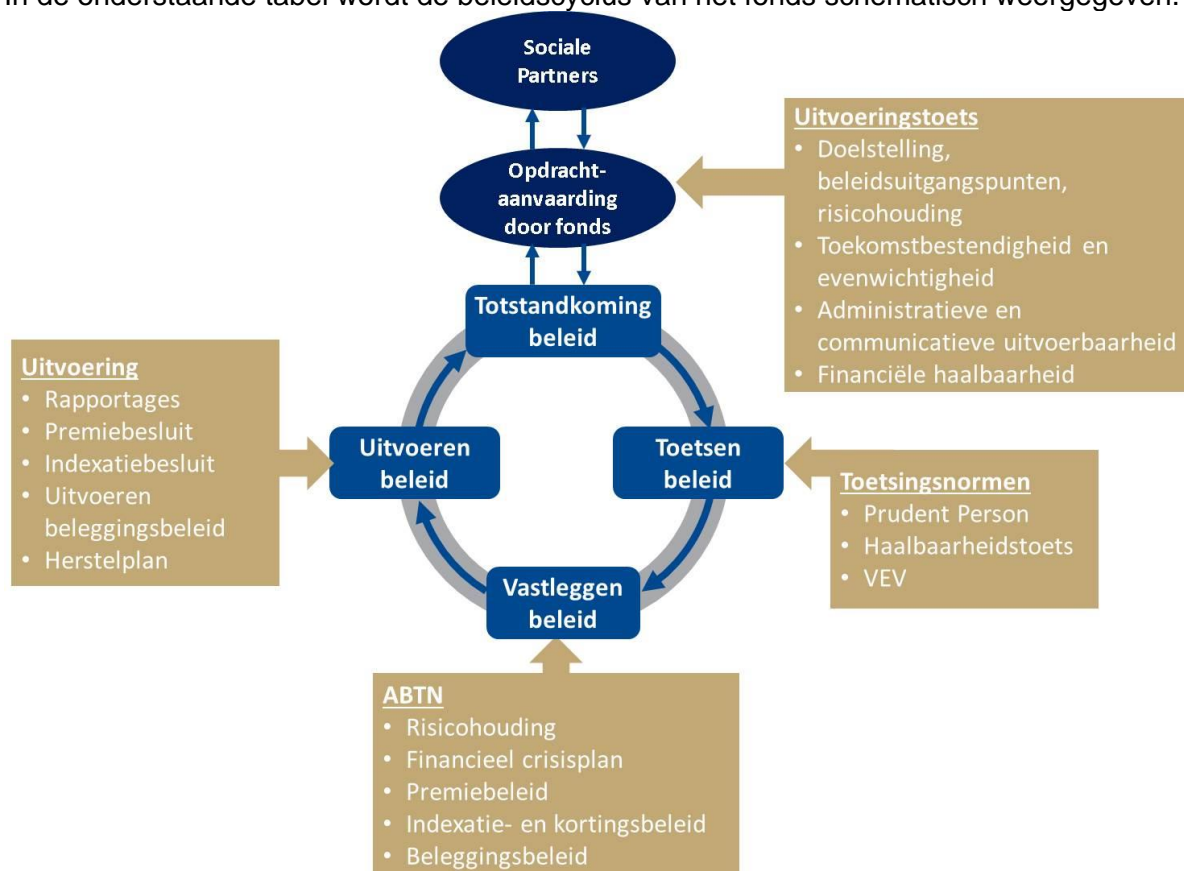 In de onderstaande tabel wordt de beleidscyclus van het fonds schematisch weergegeven.
Sociale
Partners
Opdracht-
aanvaarding
door fonds
Uitvoeringstoets
• Doelstelling,
beleidsuitgangspunten,
risicohouding
• Toekomstbestendigheid en
evenwichtigheid
• Administratieve en
communicatieve uitvoerbaarheid
• Financiële haalbaarheid
Totstandkoming
beleid
Uitvoering
• Rapportages
• Premiebesluit
• Indexatiebesluit
• Uitvoeren
beleggingsbeleid
• Herstelplan
Uitvoeren
beleid
Toetsen
beleid
Toetsingsnormen
• Prudent Person
• Haalbaarheidstoets
• VEV
Vastleggen
beleid
ABTN
• Risicohouding
• Financieel crisisplan
• Premiebeleid
• Indexatie- en kortingsbeleid
• Beleggingsbeleid